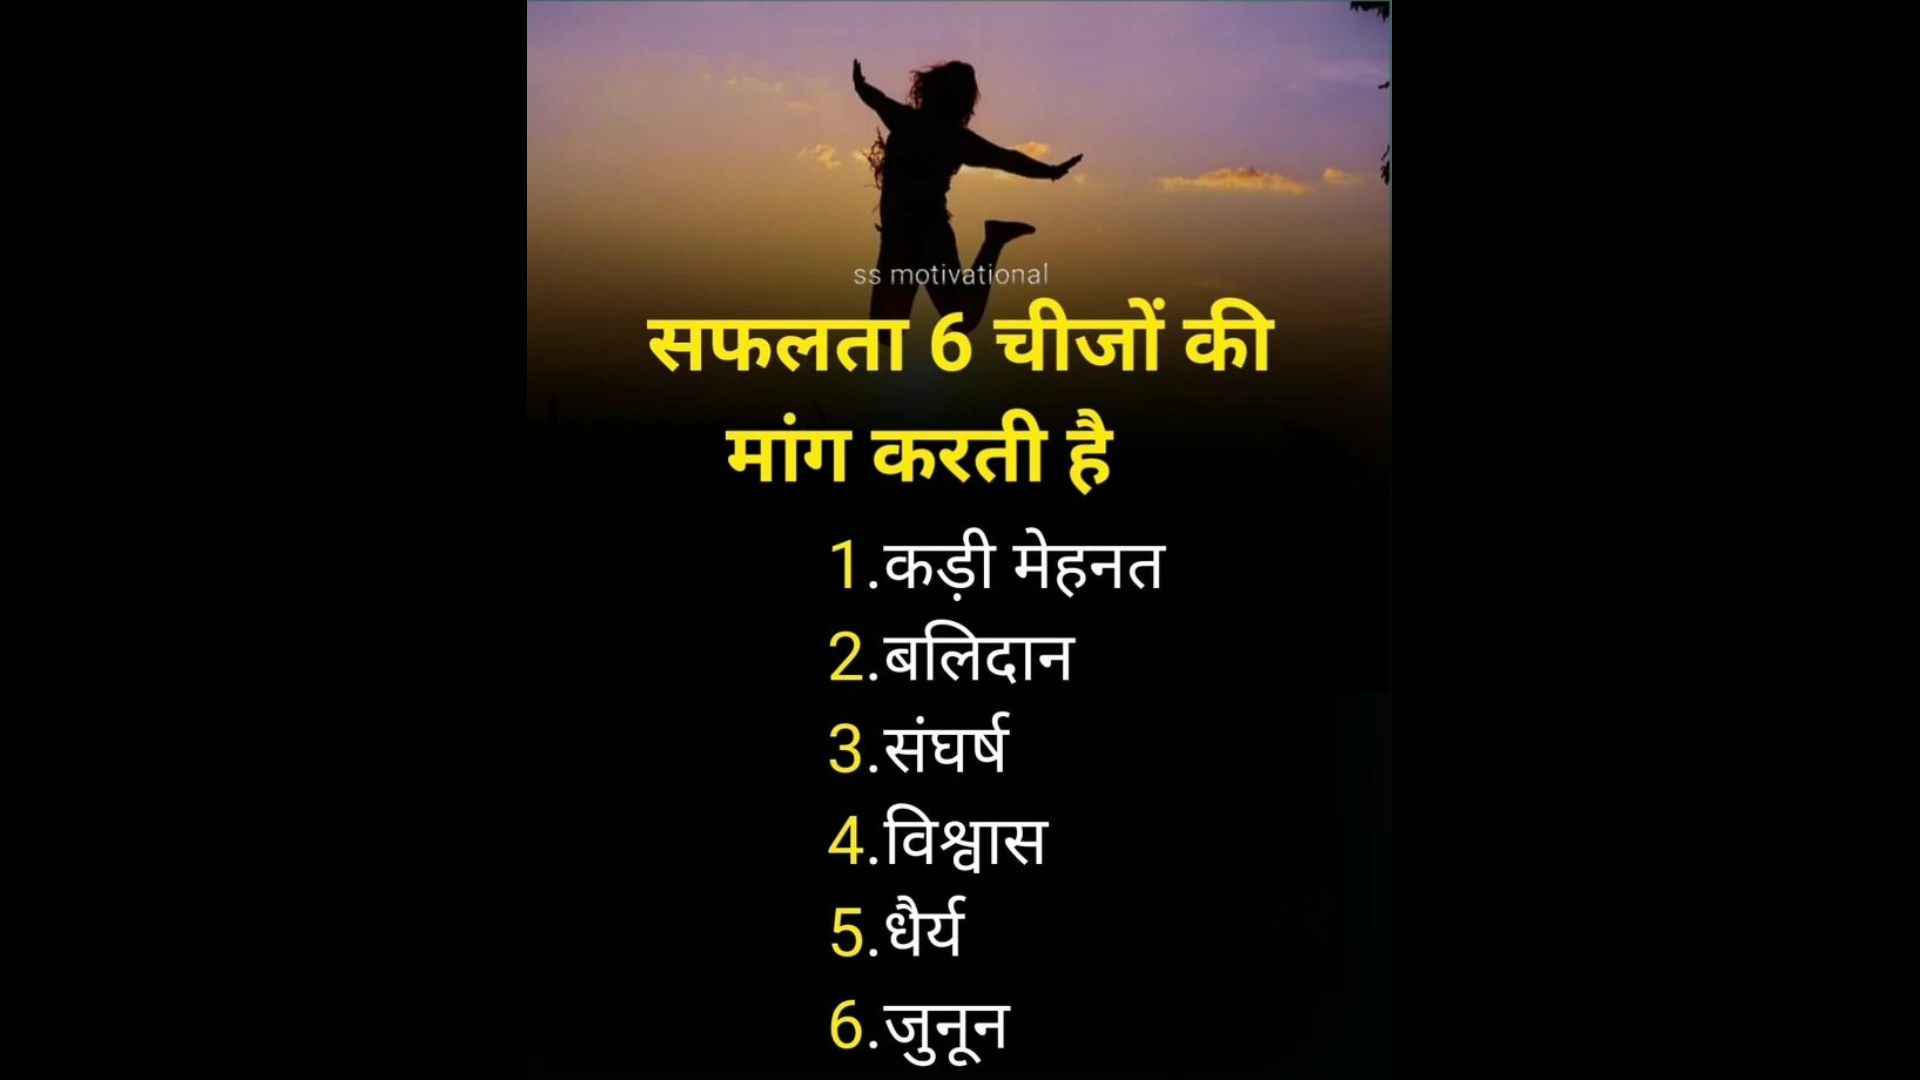 ss motivational
सफलता 6 चीजों की
मांग करती है
1.कड़ी मेहनत
2.बलिदान
3.संघर्ष
4.विश्वास
5.धैर्य
6.जुनून